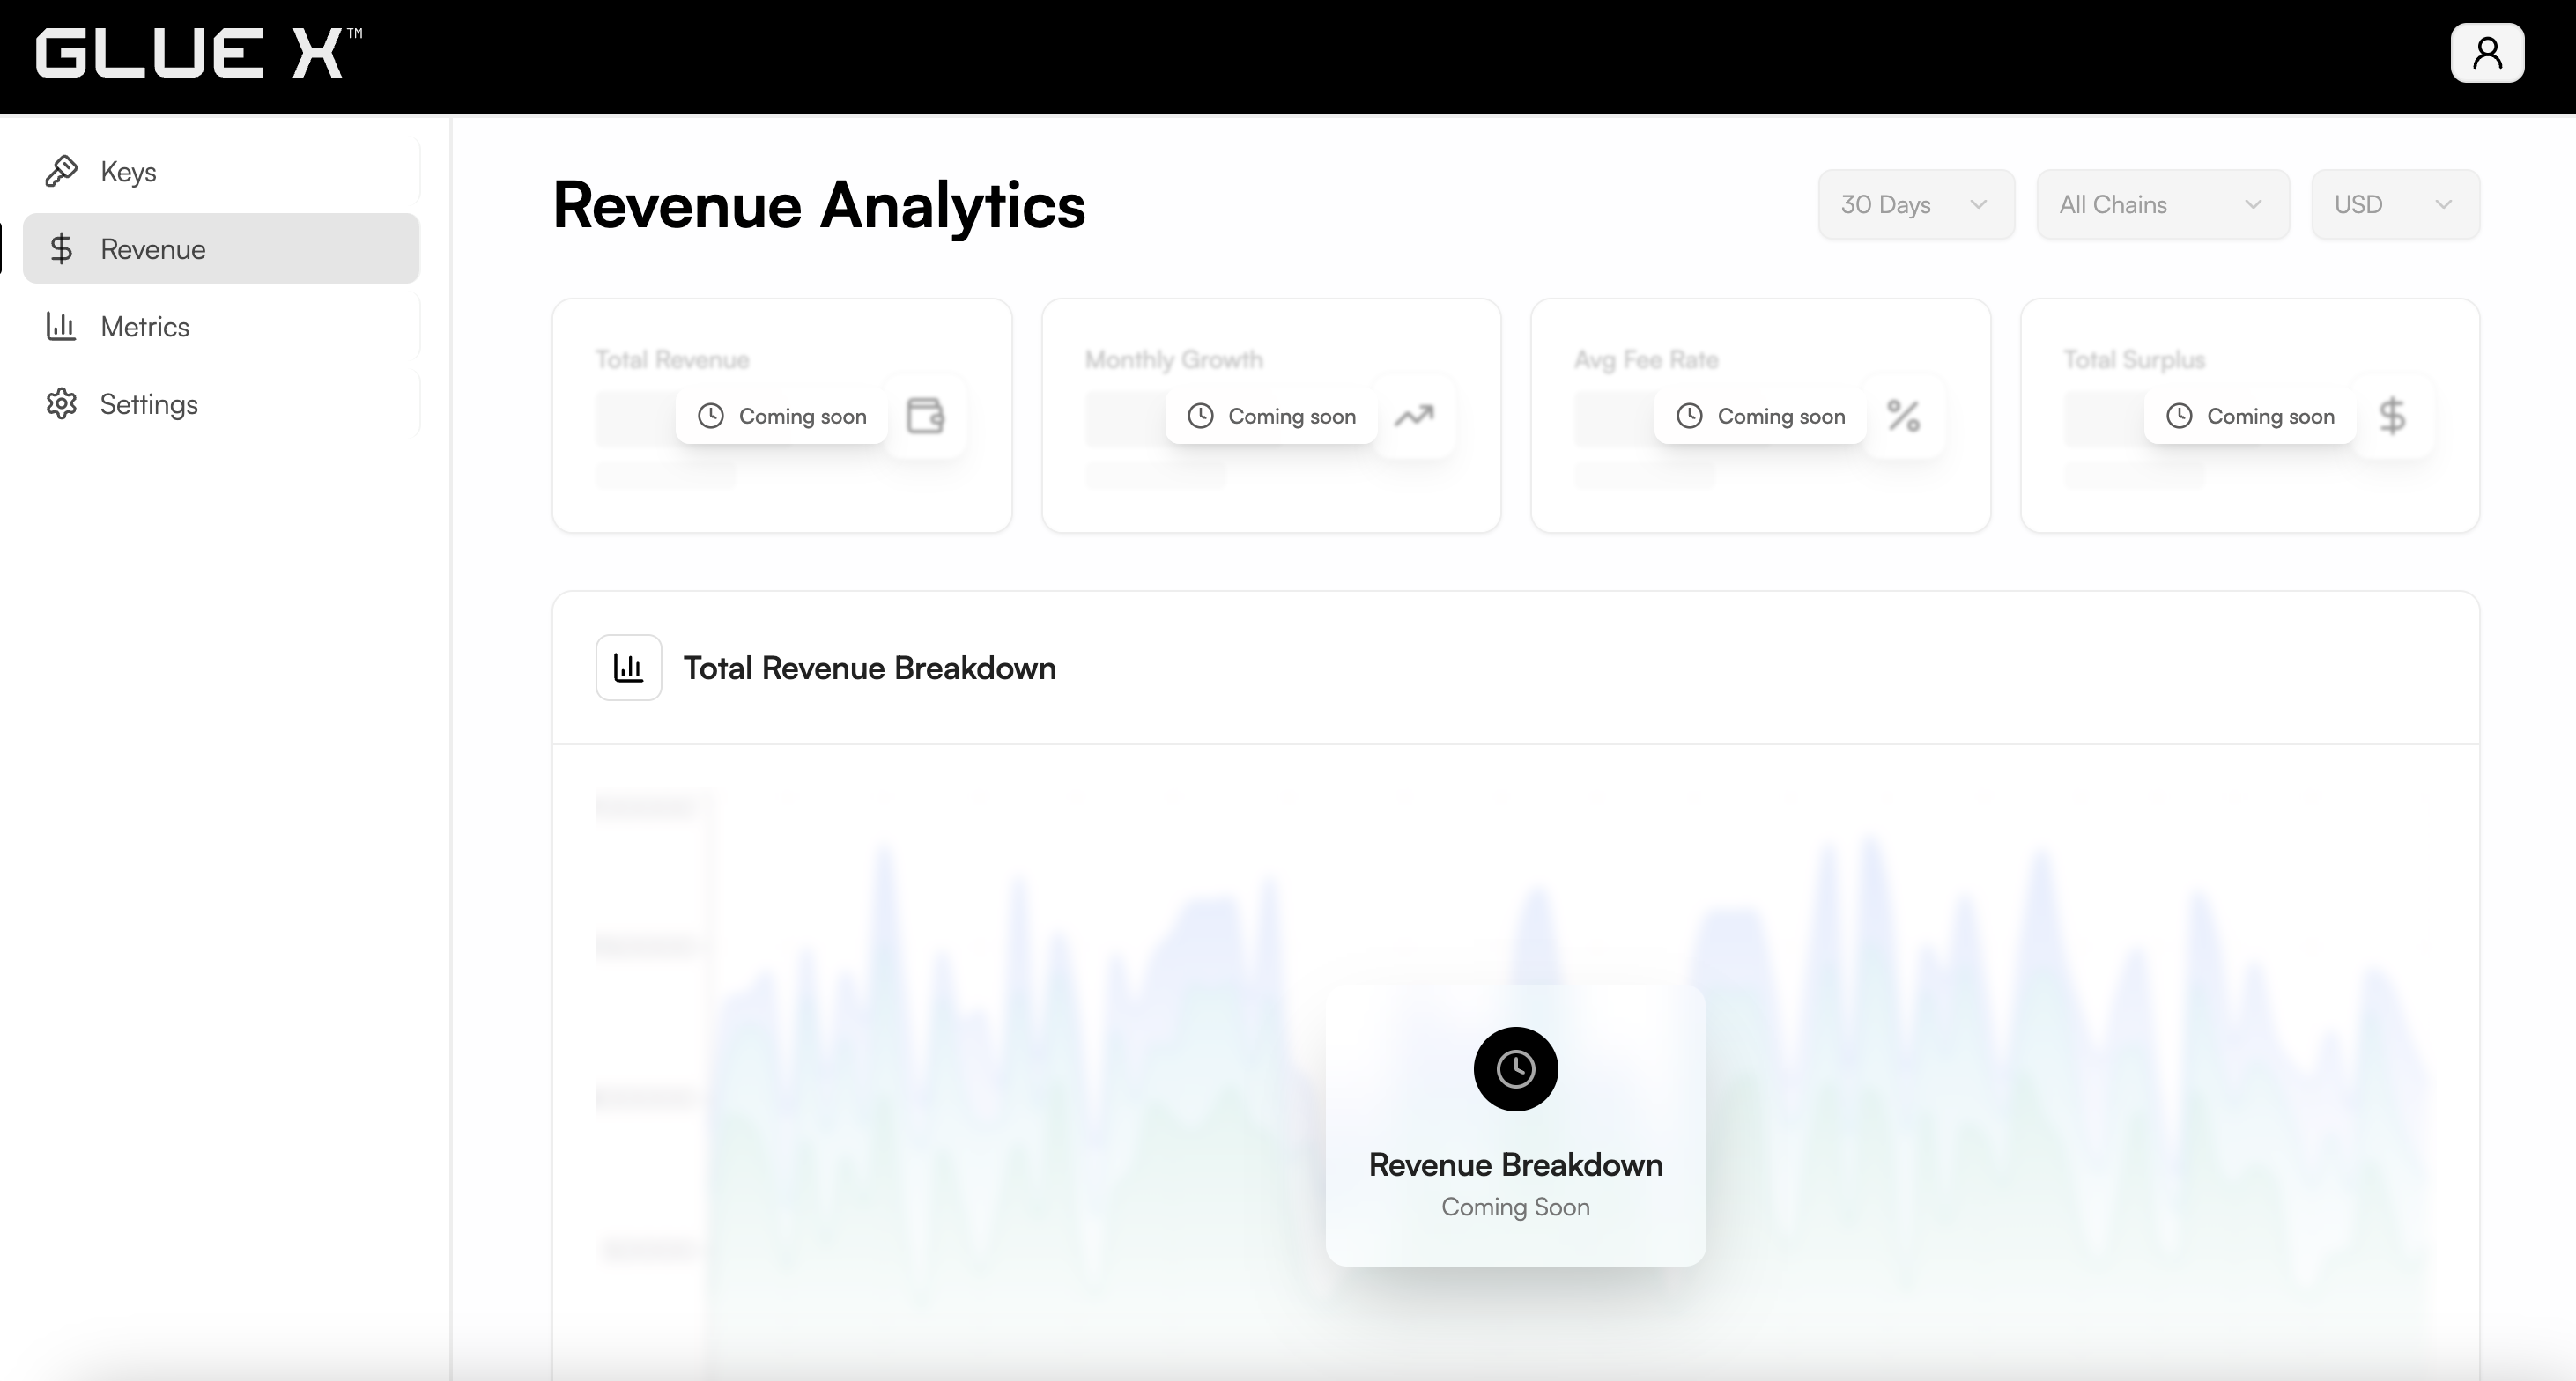 GLUE X™
Keys
Revenue
Metrics
Settings
Revenue Analytics
30 Days
All Chains
USD
Total Revenue
Coming soon
Monthly Growth
Coming soon
Avg Fee Rate
Coming soon
Total Surplus
Coming soon
Total Revenue Breakdown
Revenue Breakdown
Coming Soon